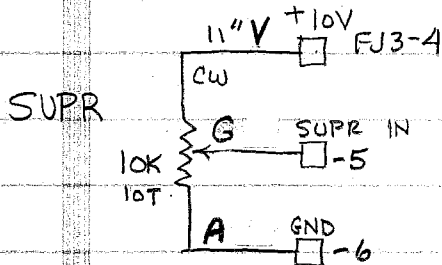 11" V +10V FJ3-4
CW
SUPR
G SUPR IN
10K -5
10T
A GND
-6